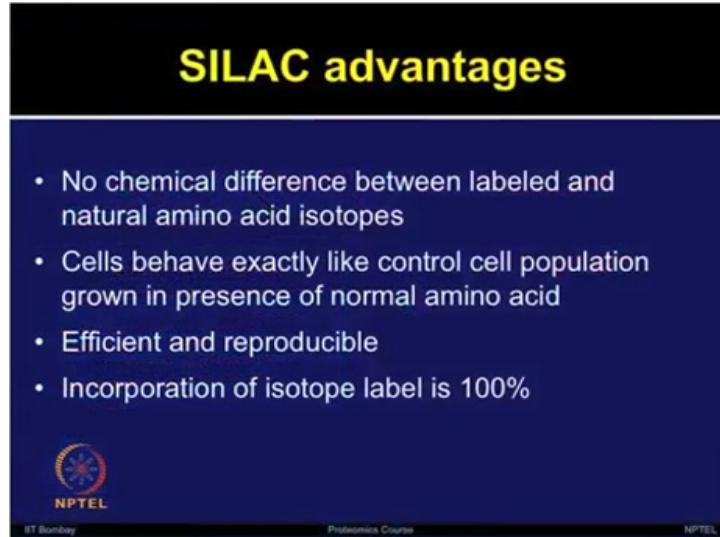 SILAC advantages
• No chemical difference between labeled and
natural amino acid isotopes
• Cells behave exactly like control cell population
grown in presence of normal amino acid
• Efficient and reproducible
• Incorporation of isotope label is 100%
NPTEL
IIT Bombay
Proteomics Course
NPTEL